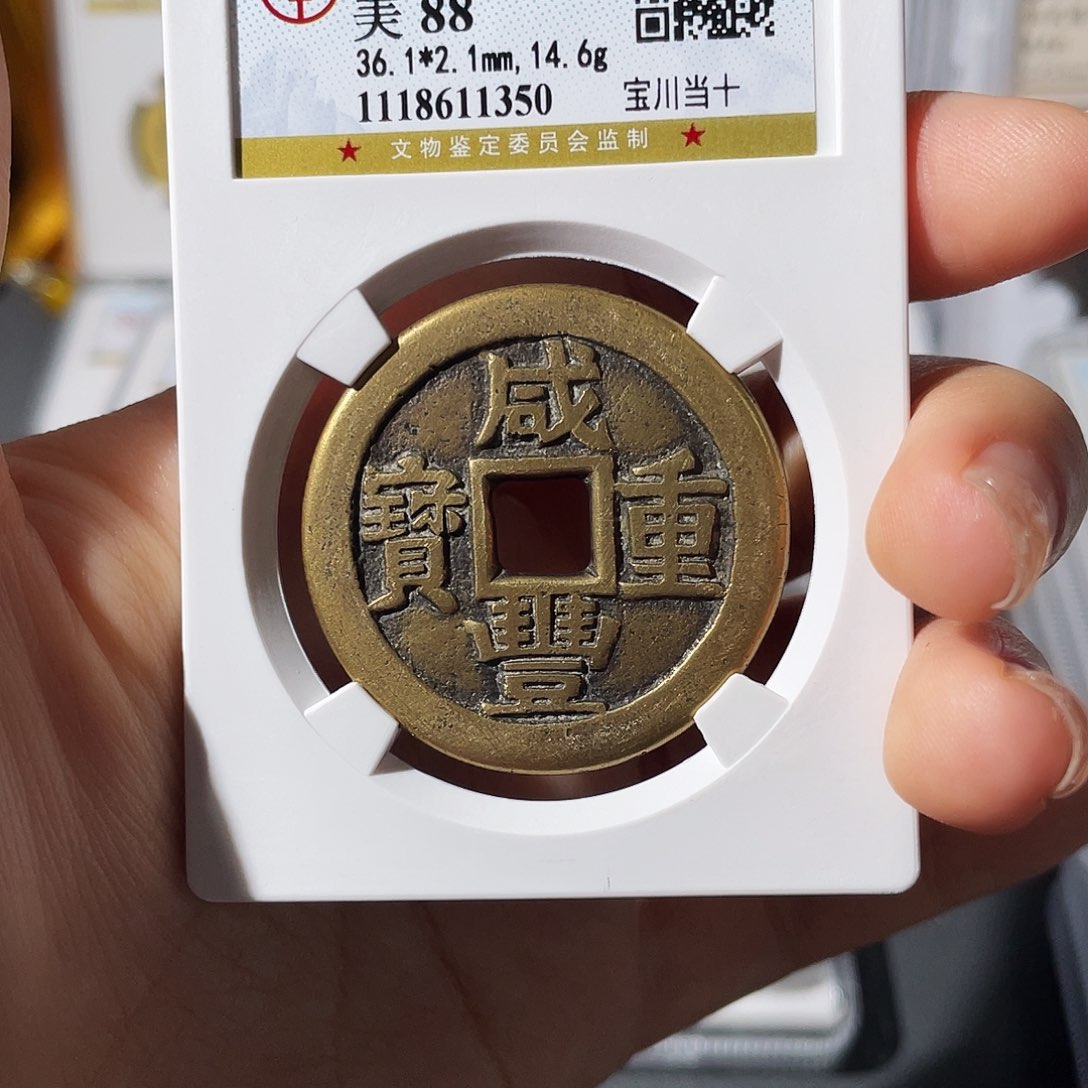 美 88
36.1*2.1mm,14.6g
1118611350 宝川当十
★ 文物鉴定委员会监制 ★
咸
寶 重
豐